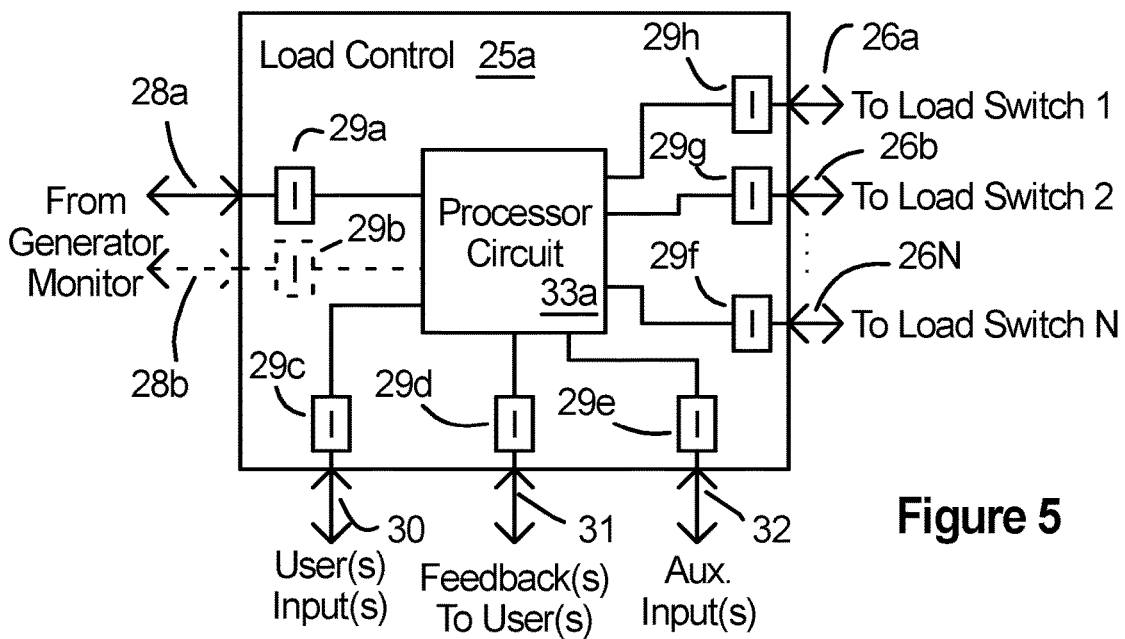 Load Control 25a
29h
26a
28a
29a
To Load Switch 1
29g
26b
From
Generator
Monitor
Processor
Circuit
33a
To Load Switch 2
29b
29f
26N
To Load Switch N
28b
29c
29d
29e
30
31
32
User(s)
Input(s)
Feedback(s)
To User(s)
Aux.
Input(s)
Figure 5
I
I
I
I
I
I
I
I